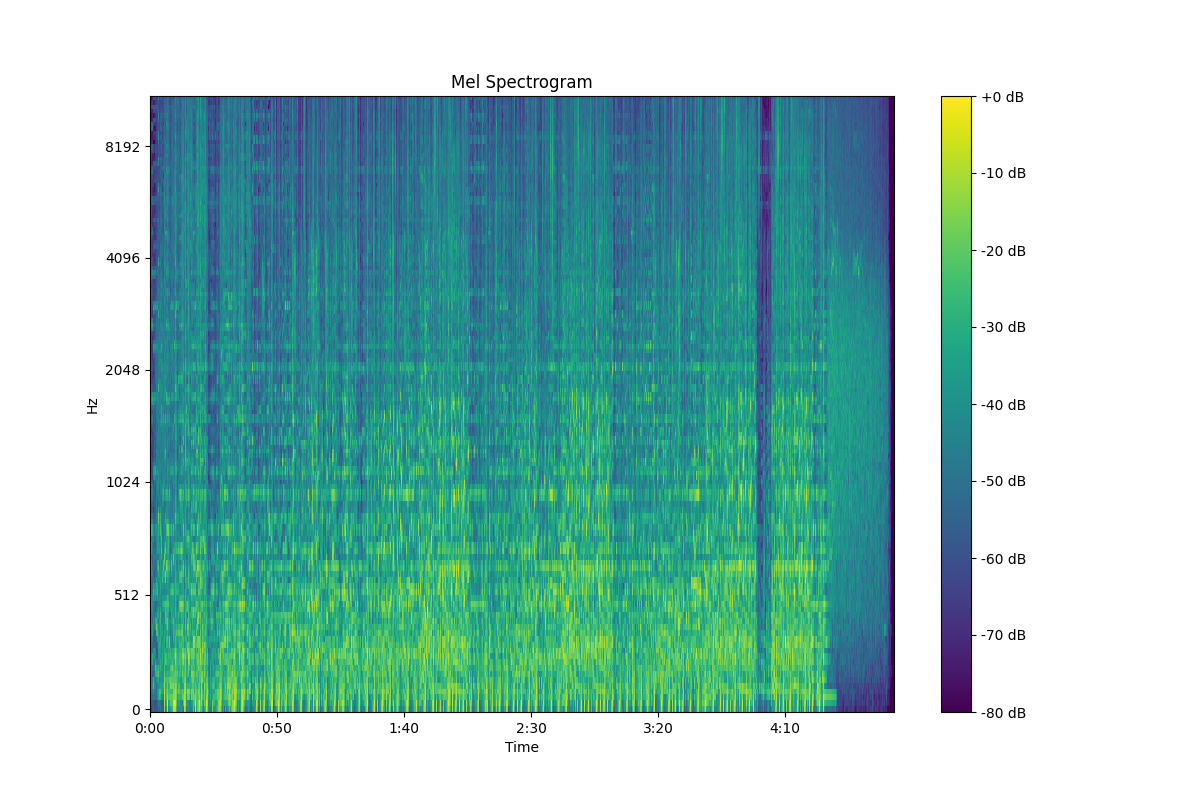 Mel Spectrogram
+0 dB
8192
-10 dB
-20 dB
4096
-30 dB
2048
-40 dB
Hz
1024
-50 dB
-60 dB
512
-70 dB
0
-80 dB
0:00
0:50
1:40
2:30
3:20
4:10
Time